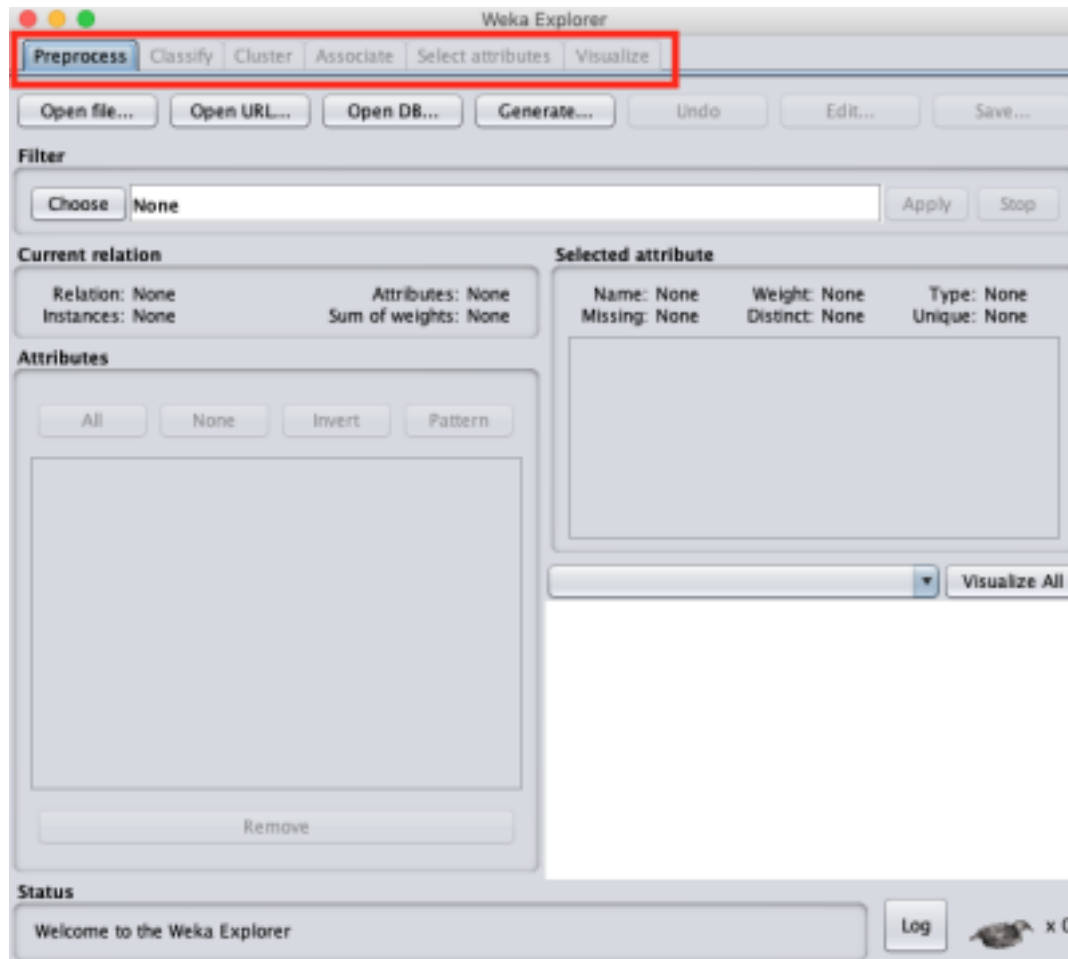 Weka Explorer
Preprocess Classify Cluster Associate Select attributes Visualize
Open file... Open URL... Open DB... Generate... Undo Edit... Save...
Filter
Choose None Apply Stop
Current relation
Relation: None Attributes: None
Instances: None Sum of weights: None
Selected attribute
Name: None Weight: None Type: None
Missing: None Distinct: None Unique: None
Attributes
All None Invert Pattern
Remove
Visualize All
Status
Welcome to the Weka Explorer
Log x 0